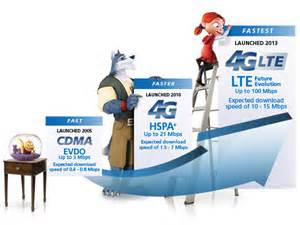 FAST
LAUNCHED 2005
CDMA
EVDO
Up to 3 Mbps
Expected download
speed of 0.4 - 0.8 Mbps
FASTER
LAUNCHED 2010
4G
HSPA+
Up to 21 Mbps
Expected download
speed of 1.5 - 7 Mbps
FASTEST
LAUNCHED 2013
4G LTE
LTE Future
Evolution
Up to 100 Mbps
Expected download
speed of 10 - 15 Mbps